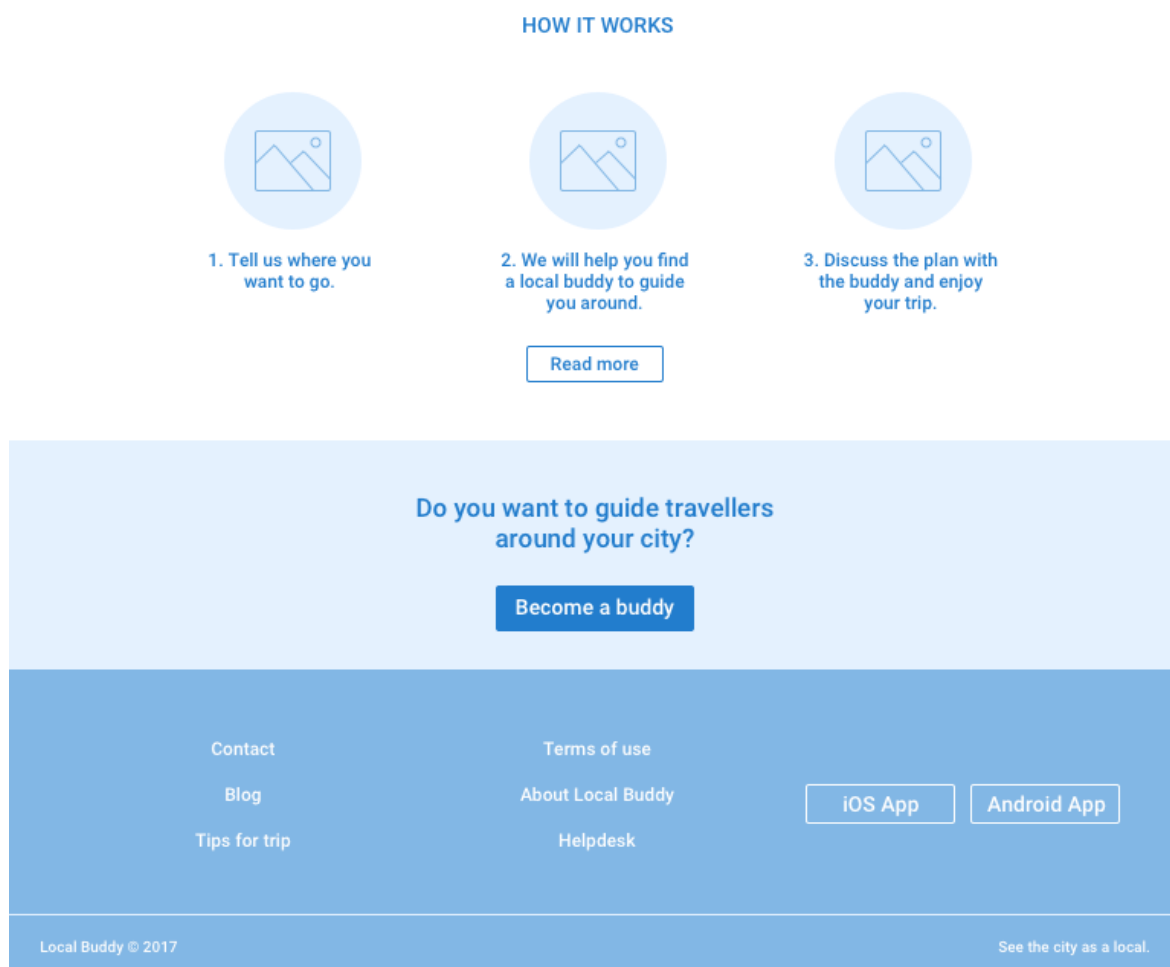 HOW IT WORKS
1. Tell us where you
want to go.
2. We will help you find
a local buddy to guide
you around.
3. Discuss the plan with
the buddy and enjoy
your trip.
Read more
Do you want to guide travellers
around your city?
Become a buddy
Contact
Blog
Tips for trip
Terms of use
About Local Buddy
Helpdesk
iOS App
Android App
Local Buddy © 2017
See the city as a local.